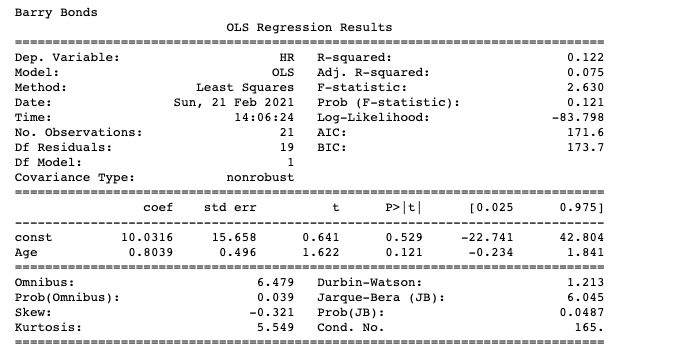 Barry Bonds
OLS Regression Results
==============================================================================
Dep. Variable: HR R-squared: 0.122
Model: OLS Adj. R-squared: 0.075
Method: Least Squares F-statistic: 2.630
Date: Sun, 21 Feb 2021 Prob (F-statistic): 0.121
Time: 14:06:24 Log-Likelihood: -83.798
No. Observations: 21 AIC: 171.6
Df Residuals: 19 BIC: 173.7
Df Model: 1
Covariance Type: nonrobust
==============================================================================
coef std err t P>|t| [0.025 0.975]
------------------------------------------------------------------------------
const 10.0316 15.658 0.641 0.529 -22.741 42.804
Age 0.8039 0.496 1.622 0.121 -0.234 1.841
==============================================================================
Omnibus: 6.479 Durbin-Watson: 1.213
Prob(Omnibus): 0.039 Jarque-Bera (JB): 6.045
Skew: -0.321 Prob(JB): 0.0487
Kurtosis: 5.549 Cond. No. 165.
==============================================================================